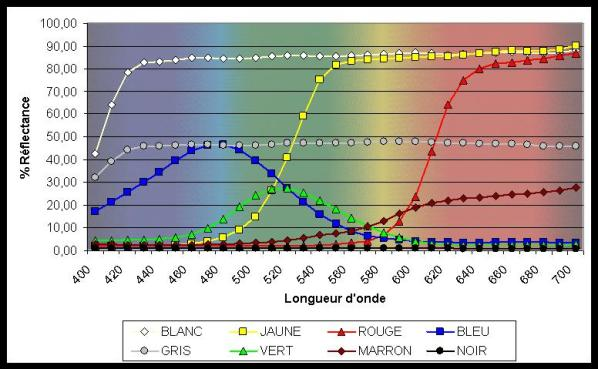 100,00
90,00
80,00
70,00
60,00
50,00
40,00
30,00
20,00
10,00
0,00
% Réflectance
400 420 440 460 480 500 520 540 560 580 600 620 640 660 680 700
Longueur d'onde
BLANC JAUNE ROUGE BLEU
GRIS VERT MARRON NOIR